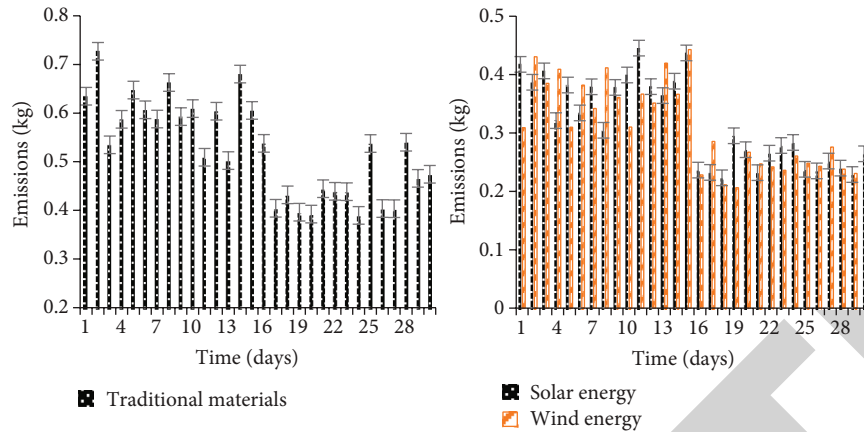 0.8
0.7
0.6
0.5
0.4
0.3
0.2
Emissions (kg)
1 4 7 10 13 16 19 22 25 28
Time (days)
Traditional materials
0.5
0.4
0.3
0.2
0.1
0
Emissions (kg)
1 4 7 10 13 16 19 22 25 28
Time (days)
Solar energy
Wind energy